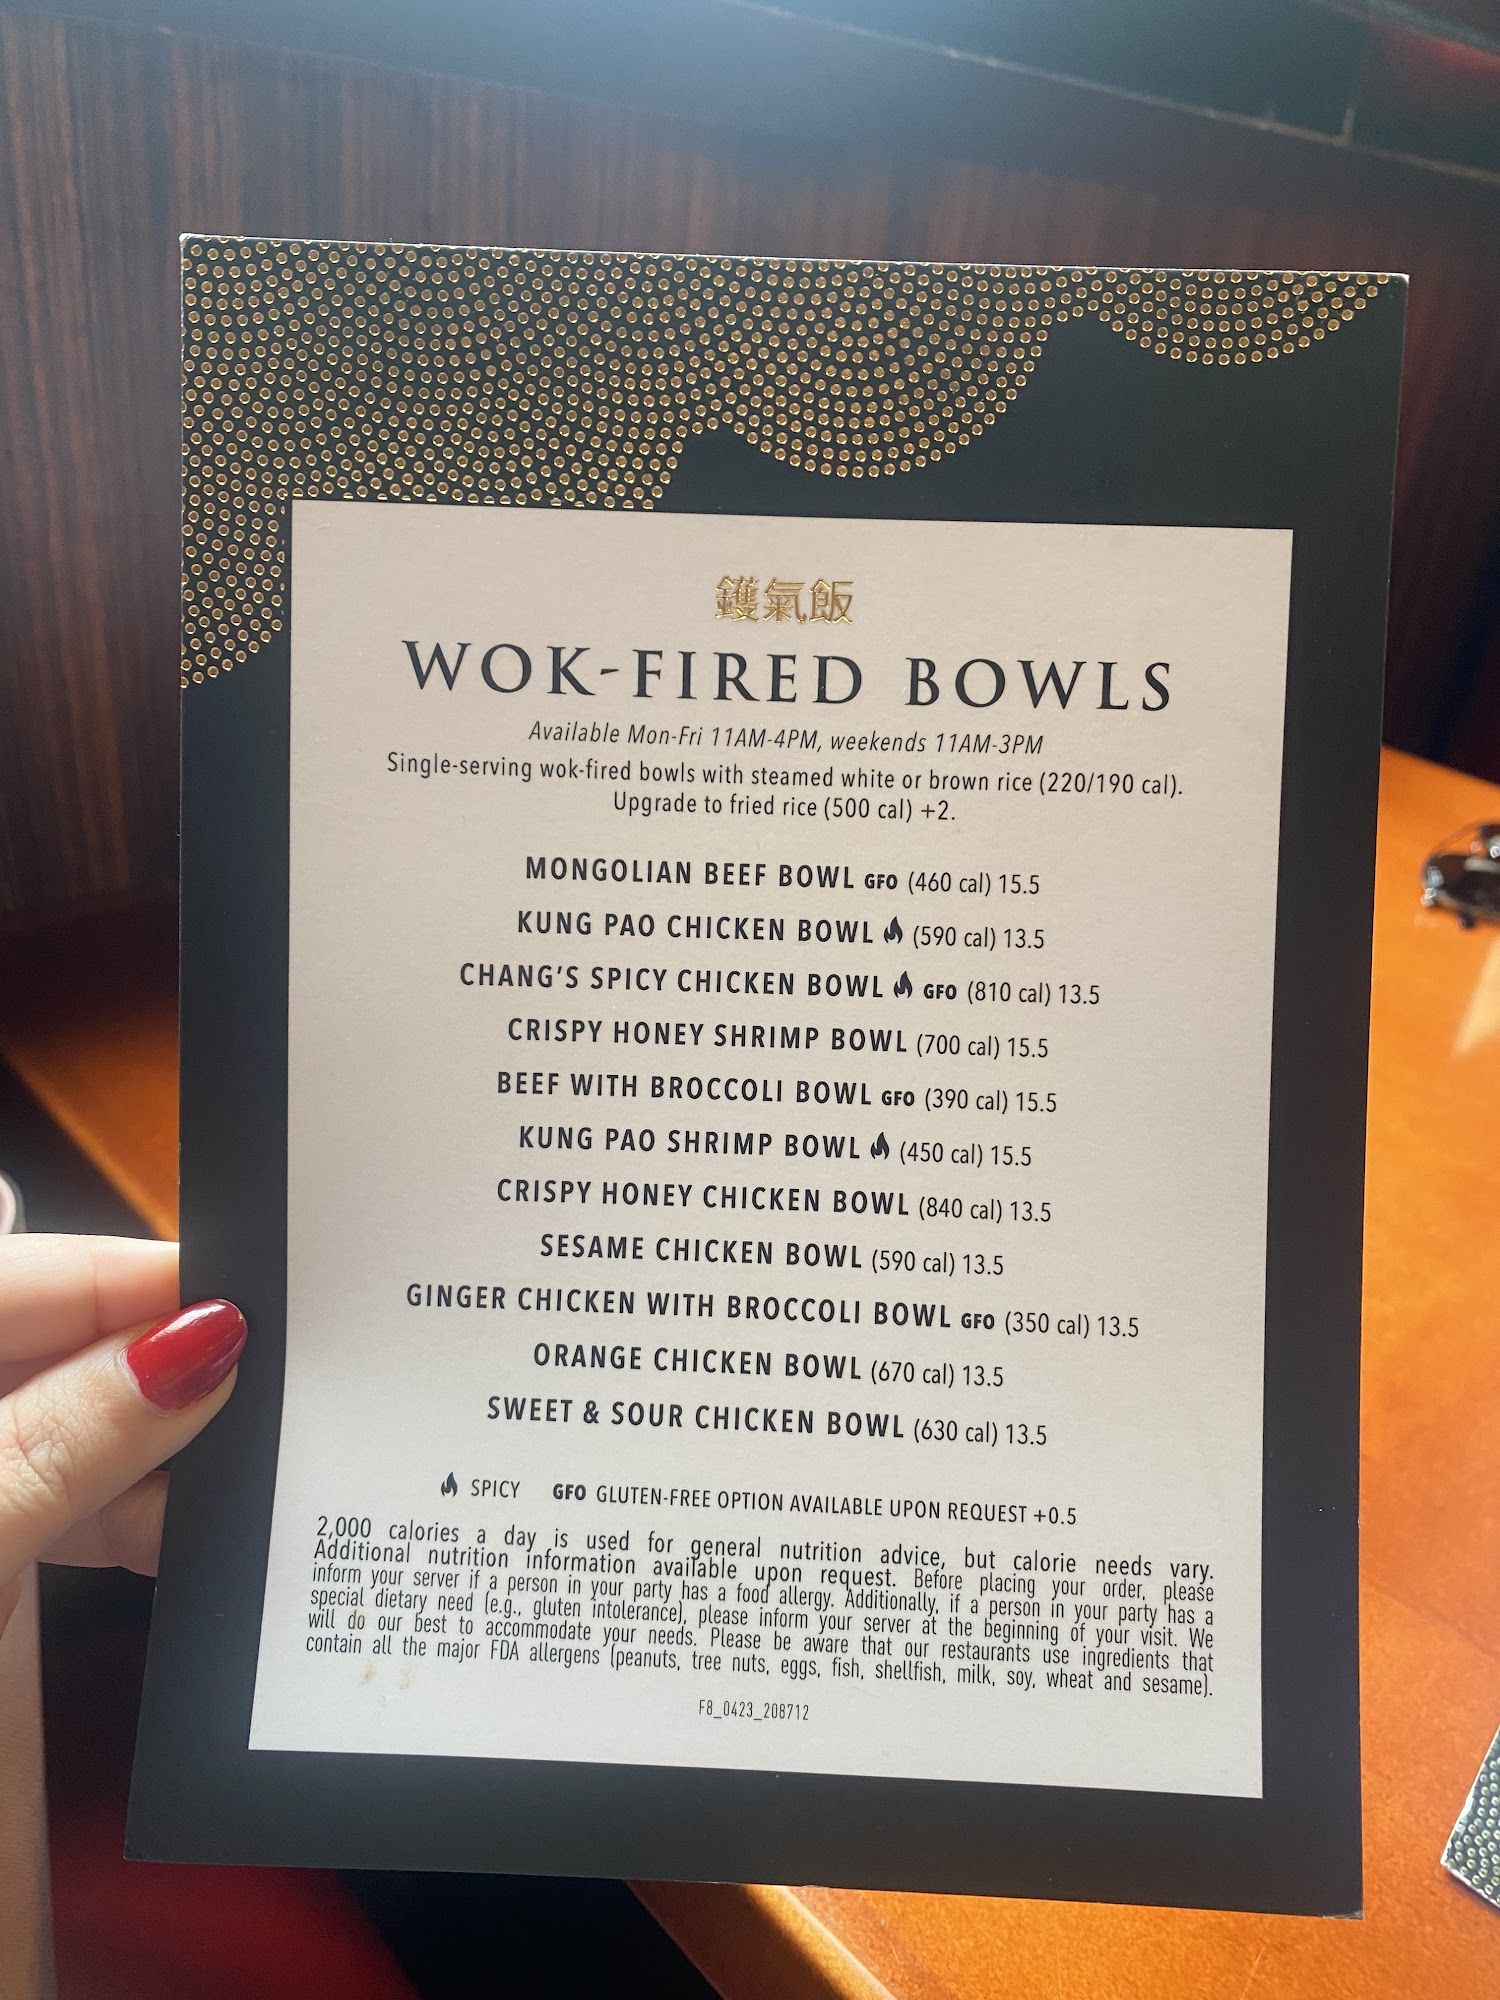 鑊氣飯
WOK-FIRED BOWLS
Available Mon-Fri 11AM-4PM, weekends 11AM-3PM
Single-serving wok-fired bowls with steamed white or brown rice (220/190 cal).
Upgrade to fried rice (500 cal) +2.
MONGOLIAN BEEF BOWL GFO (460 cal) 15.5
KUNG PAO CHICKEN BOWL (590 cal) 13.5
CHANG'S SPICY CHICKEN BOWL GFO (810 cal) 13.5
CRISPY HONEY SHRIMP BOWL (700 cal) 15.5
BEEF WITH BROCCOLI BOWL GFO (390 cal) 15.5
KUNG PAO SHRIMP BOWL (450 cal) 15.5
CRISPY HONEY CHICKEN BOWL (840 cal) 13.5
SESAME CHICKEN BOWL (590 cal) 13.5
GINGER CHICKEN WITH BROCCOLI BOWL GFO (350 cal) 13.5
ORANGE CHICKEN BOWL (670 cal) 13.5
SWEET & SOUR CHICKEN BOWL (630 cal) 13.5
SPICY GFO GLUTEN-FREE OPTION AVAILABLE UPON REQUEST +0.5
2,000 calories a day is used for general nutrition advice, but calorie needs vary.
Additional nutrition information available upon request. Before placing your order, please
inform your server if a person in your party has a food allergy. Additionally, if a person in your party has a
special dietary need (e.g., gluten intolerance), please inform your server at the beginning of your visit. We
will do our best to accommodate your needs. Please be aware that our restaurants use ingredients that
contain all the major FDA allergens (peanuts, tree nuts, eggs, fish, shellfish, milk, soy, wheat and sesame).
F8_0423_208712